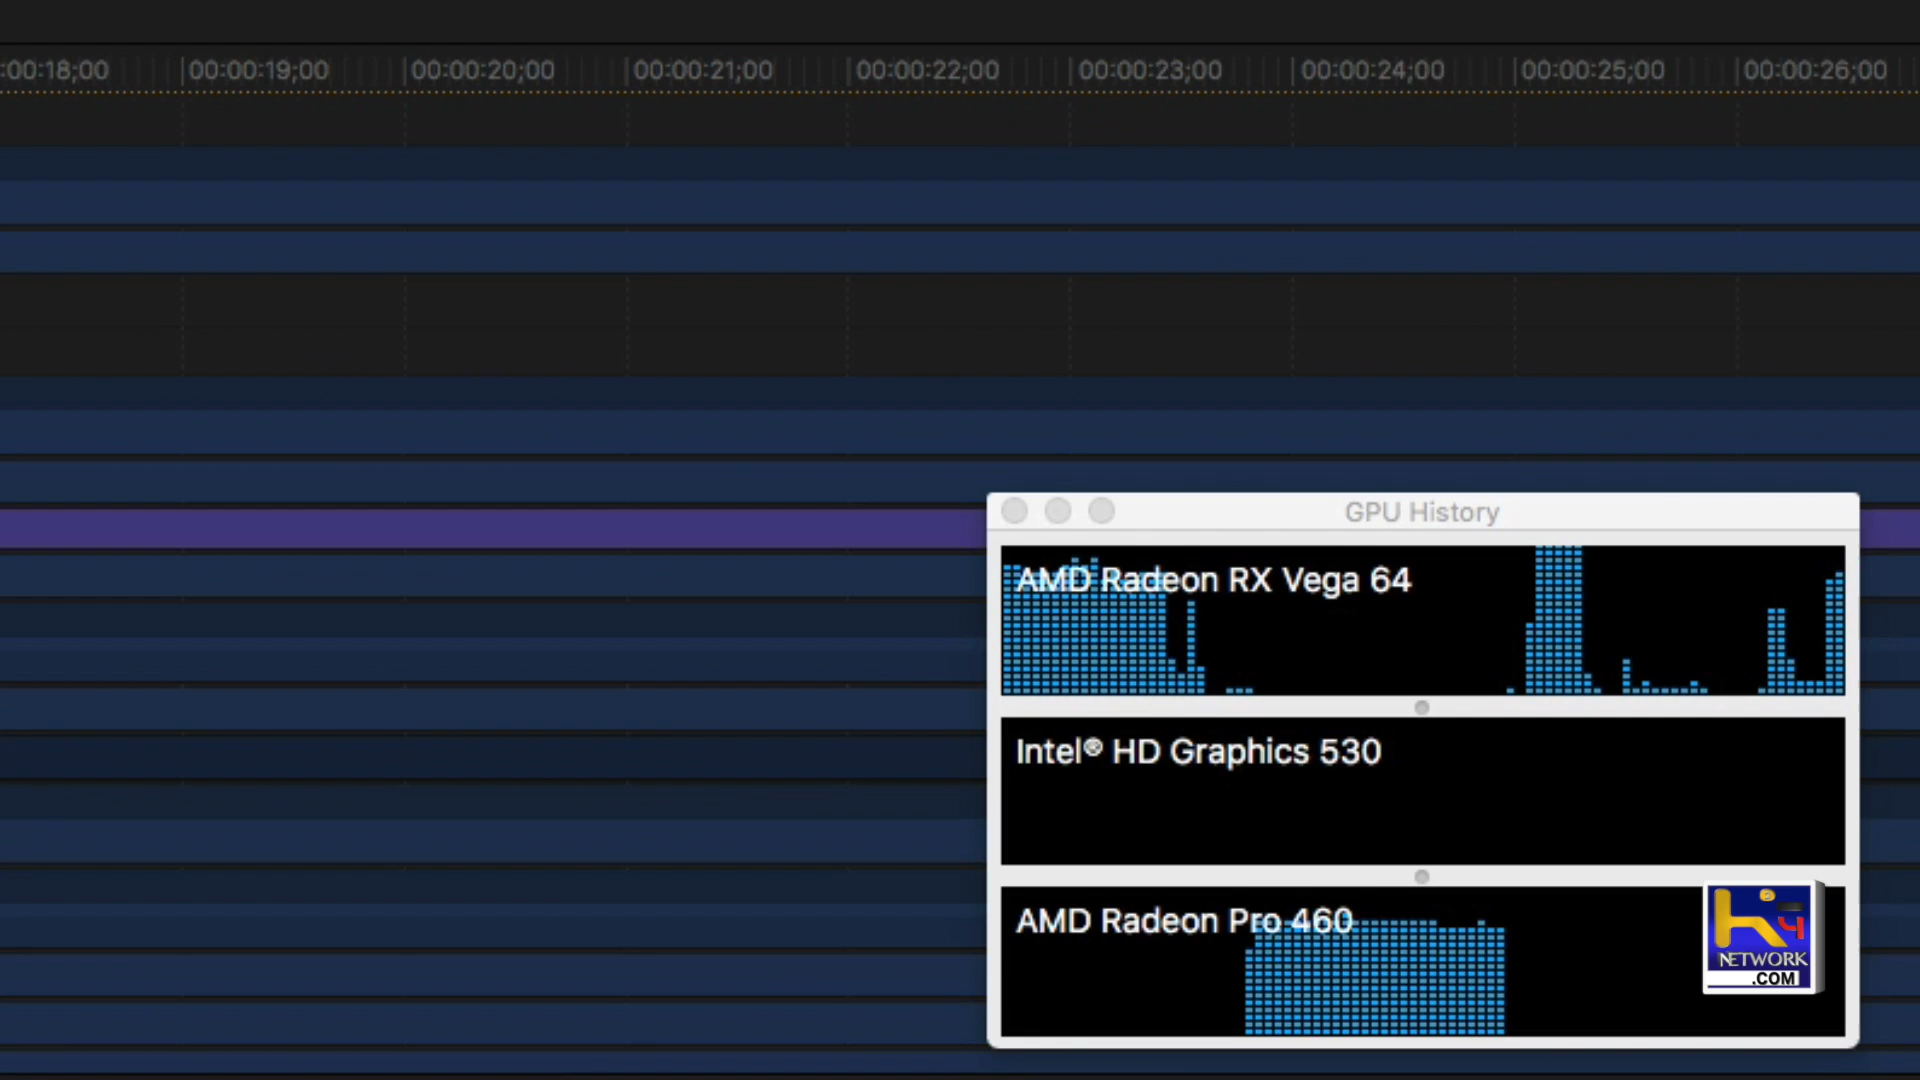 :00:18;00 00:00:19;00 00:00:20;00 00:00:21;00 00:00:22;00 00:00:23;00 00:00:24;00 00:00:25;00 00:00:26;00
GPU History
AMD Radeon RX Vega 64
Intel® HD Graphics 530
AMD Radeon Pro 460
NETWORK
.COM